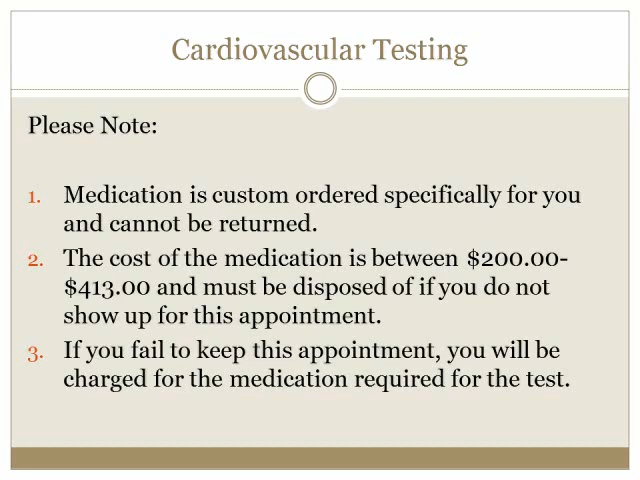 Cardiovascular Testing
Please Note:
1. Medication is custom ordered specifically for you
and cannot be returned.
2. The cost of the medication is between $200.00-
$413.00 and must be disposed of if you do not
show up for this appointment.
3. If you fail to keep this appointment, you will be
charged for the medication required for the test.